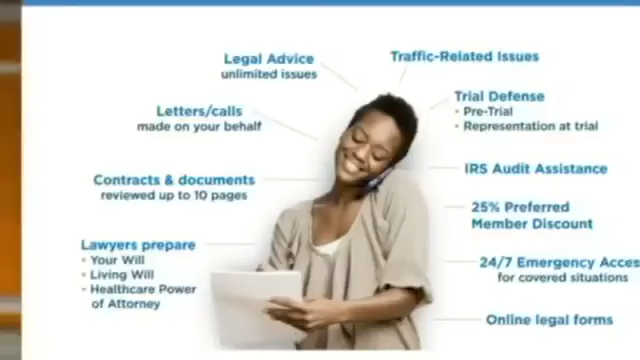 Legal Advice
unlimited issues
Letters/calls
made on your behalf
Contracts & documents
reviewed up to 10 pages
Lawyers prepare
• Your Will
• Living Will
• Healthcare Power
of Attorney
Traffic-Related Issues
Trial Defense
• Pre-Trial
• Representation at trial
IRS Audit Assistance
25% Preferred
Member Discount
24/7 Emergency Acces
for covered situations
Online legal forms